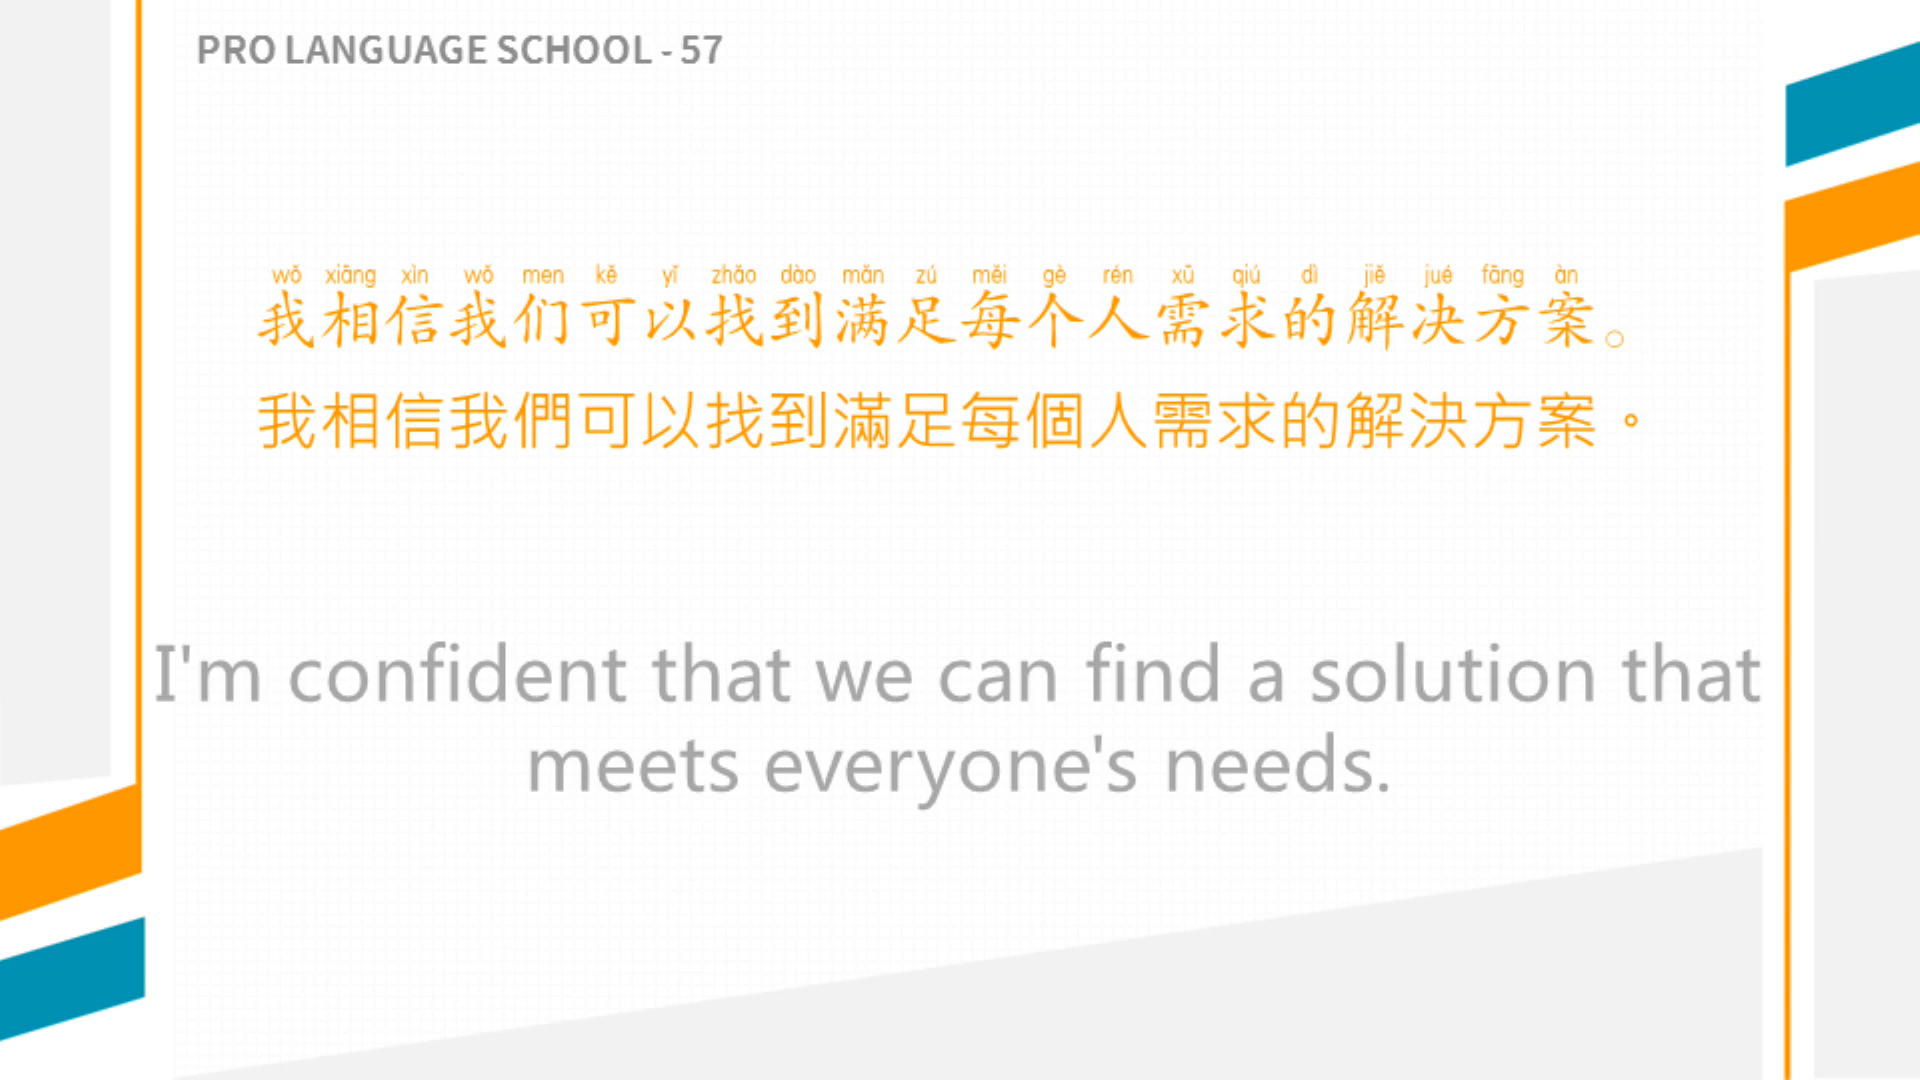 PRO LANGUAGE SCHOOL - 57
wǒ xiāng xìn wǒ men kě yǐ zhǎo dào mǎn zú měi gè rén xū qiú dì jiě jué fāng àn
我相信我们可以找到满足每个人需求的解决方案。
我相信我們可以找到滿足每個人需求的解決方案。
I'm confident that we can find a solution that
meets everyone's needs.